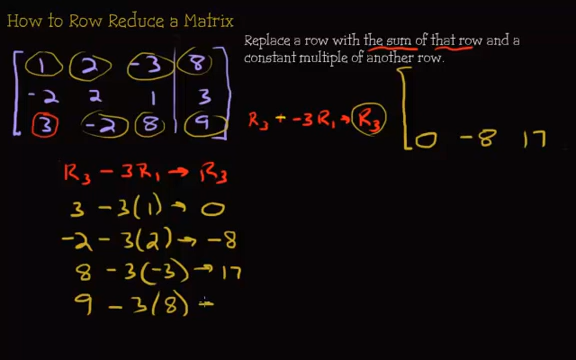 How to Row Reduce a Matrix
Replace a row with the sum of that row and a
constant multiple of another row.
1 2 -3 8
-2 2 1 3
3 -2 8 9
R₃ + -3R₁ → R₃
0 -8 17
R₃ - 3R₁ → R₃
3 - 3(1) → 0
-2 - 3(2) → -8
8 - 3(-3) → 17
9 - 3(8) →